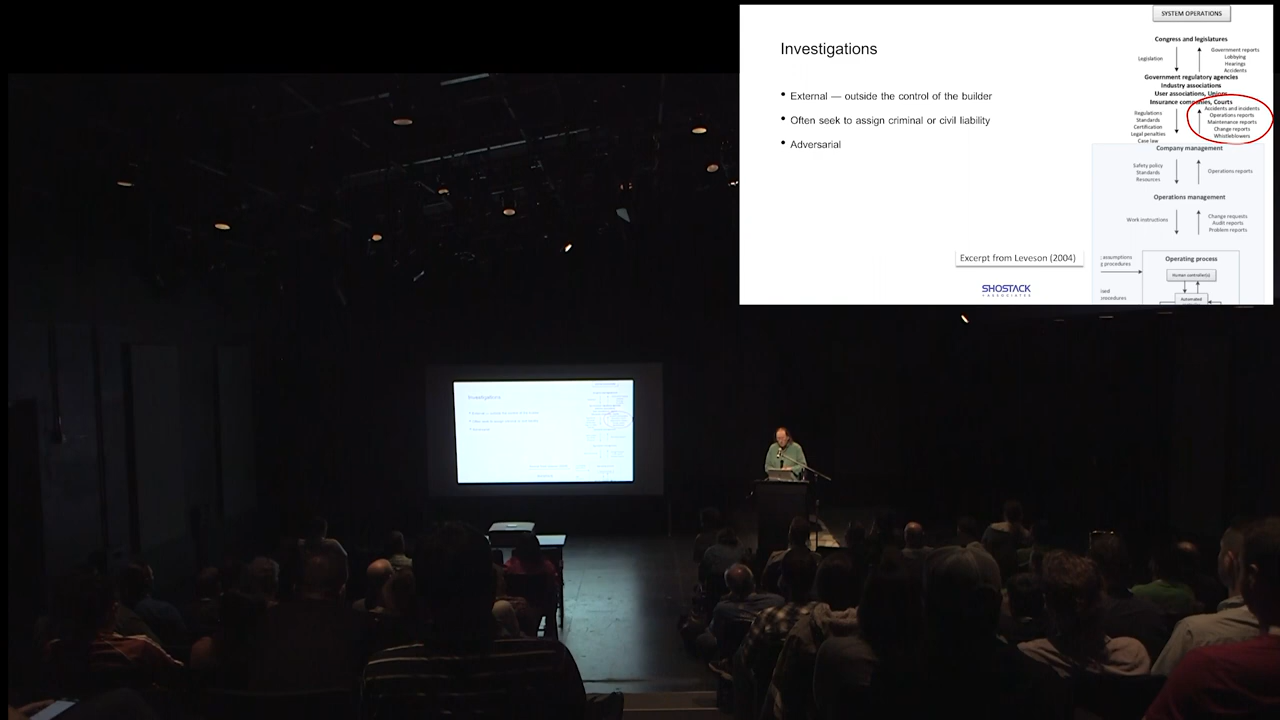 Investigations
• External — outside the control of the builder
• Often seek to assign criminal or civil liability
• Adversarial
Excerpt from Leveson (2004)
SHOSTACK
+ ASSOCIATES
SYSTEM OPERATIONS
Congress and legislatures
Legislation
Government reports
Lobbying
Hearings
Accidents
Government regulatory agencies
Industry associations
User associations, Unions,
Insurance companies, Courts
Regulations
Standards
Certification
Legal penalties
Case law
Accidents and incidents
Operations reports
Maintenance reports
Change reports
Whistleblowers
Company management
Safety policy
Standards
Resources
Operations reports
Operations management
Work instructions
Change requests
Audit reports
Problem reports
assumptions
procedures
Operating process
Human controller(s)
Automated
Investigations